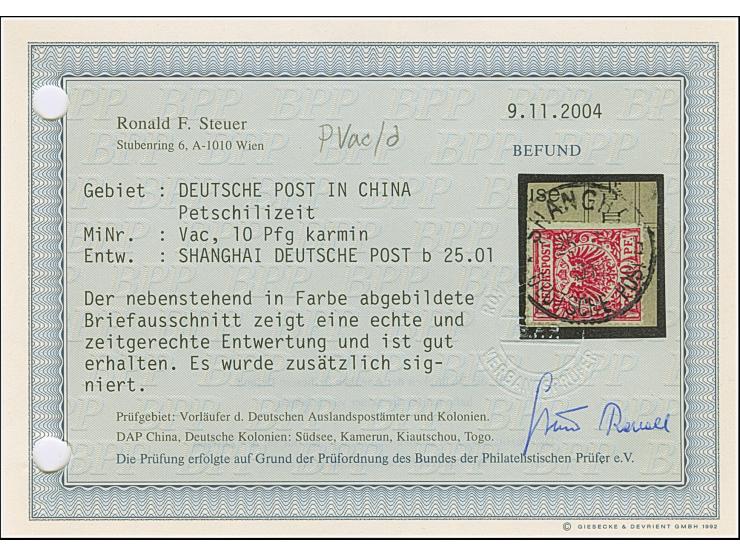 Ronald F. Steuer
Stubenring 6, A-1010 Wien
PVac/d
9.11.2004
BEFUND
Gebiet : DEUTSCHE POST IN CHINA
Petschilizeit
MiNr. : Vac, 10 Pfg karmin
Entw. : SHANGHAI DEUTSCHE POST b 25.01
Der nebenstehend in Farbe abgebildete
Briefausschnitt zeigt eine echte und
zeitgerechte Entwertung und ist gut
erhalten. Es wurde zusätzlich sig-
niert.
Prüfgebiet: Vorläufer d. Deutschen Auslandspostämter und Kolonien.
DAP China, Deutsche Kolonien: Südsee, Kamerun, Kiautschou, Togo.
Die Prüfung erfolgte auf Grund der Prüfordnung des Bundes der Philatelistischen Prüfer e.V.
© GIESECKE & DEVRIENT GMBH 1992